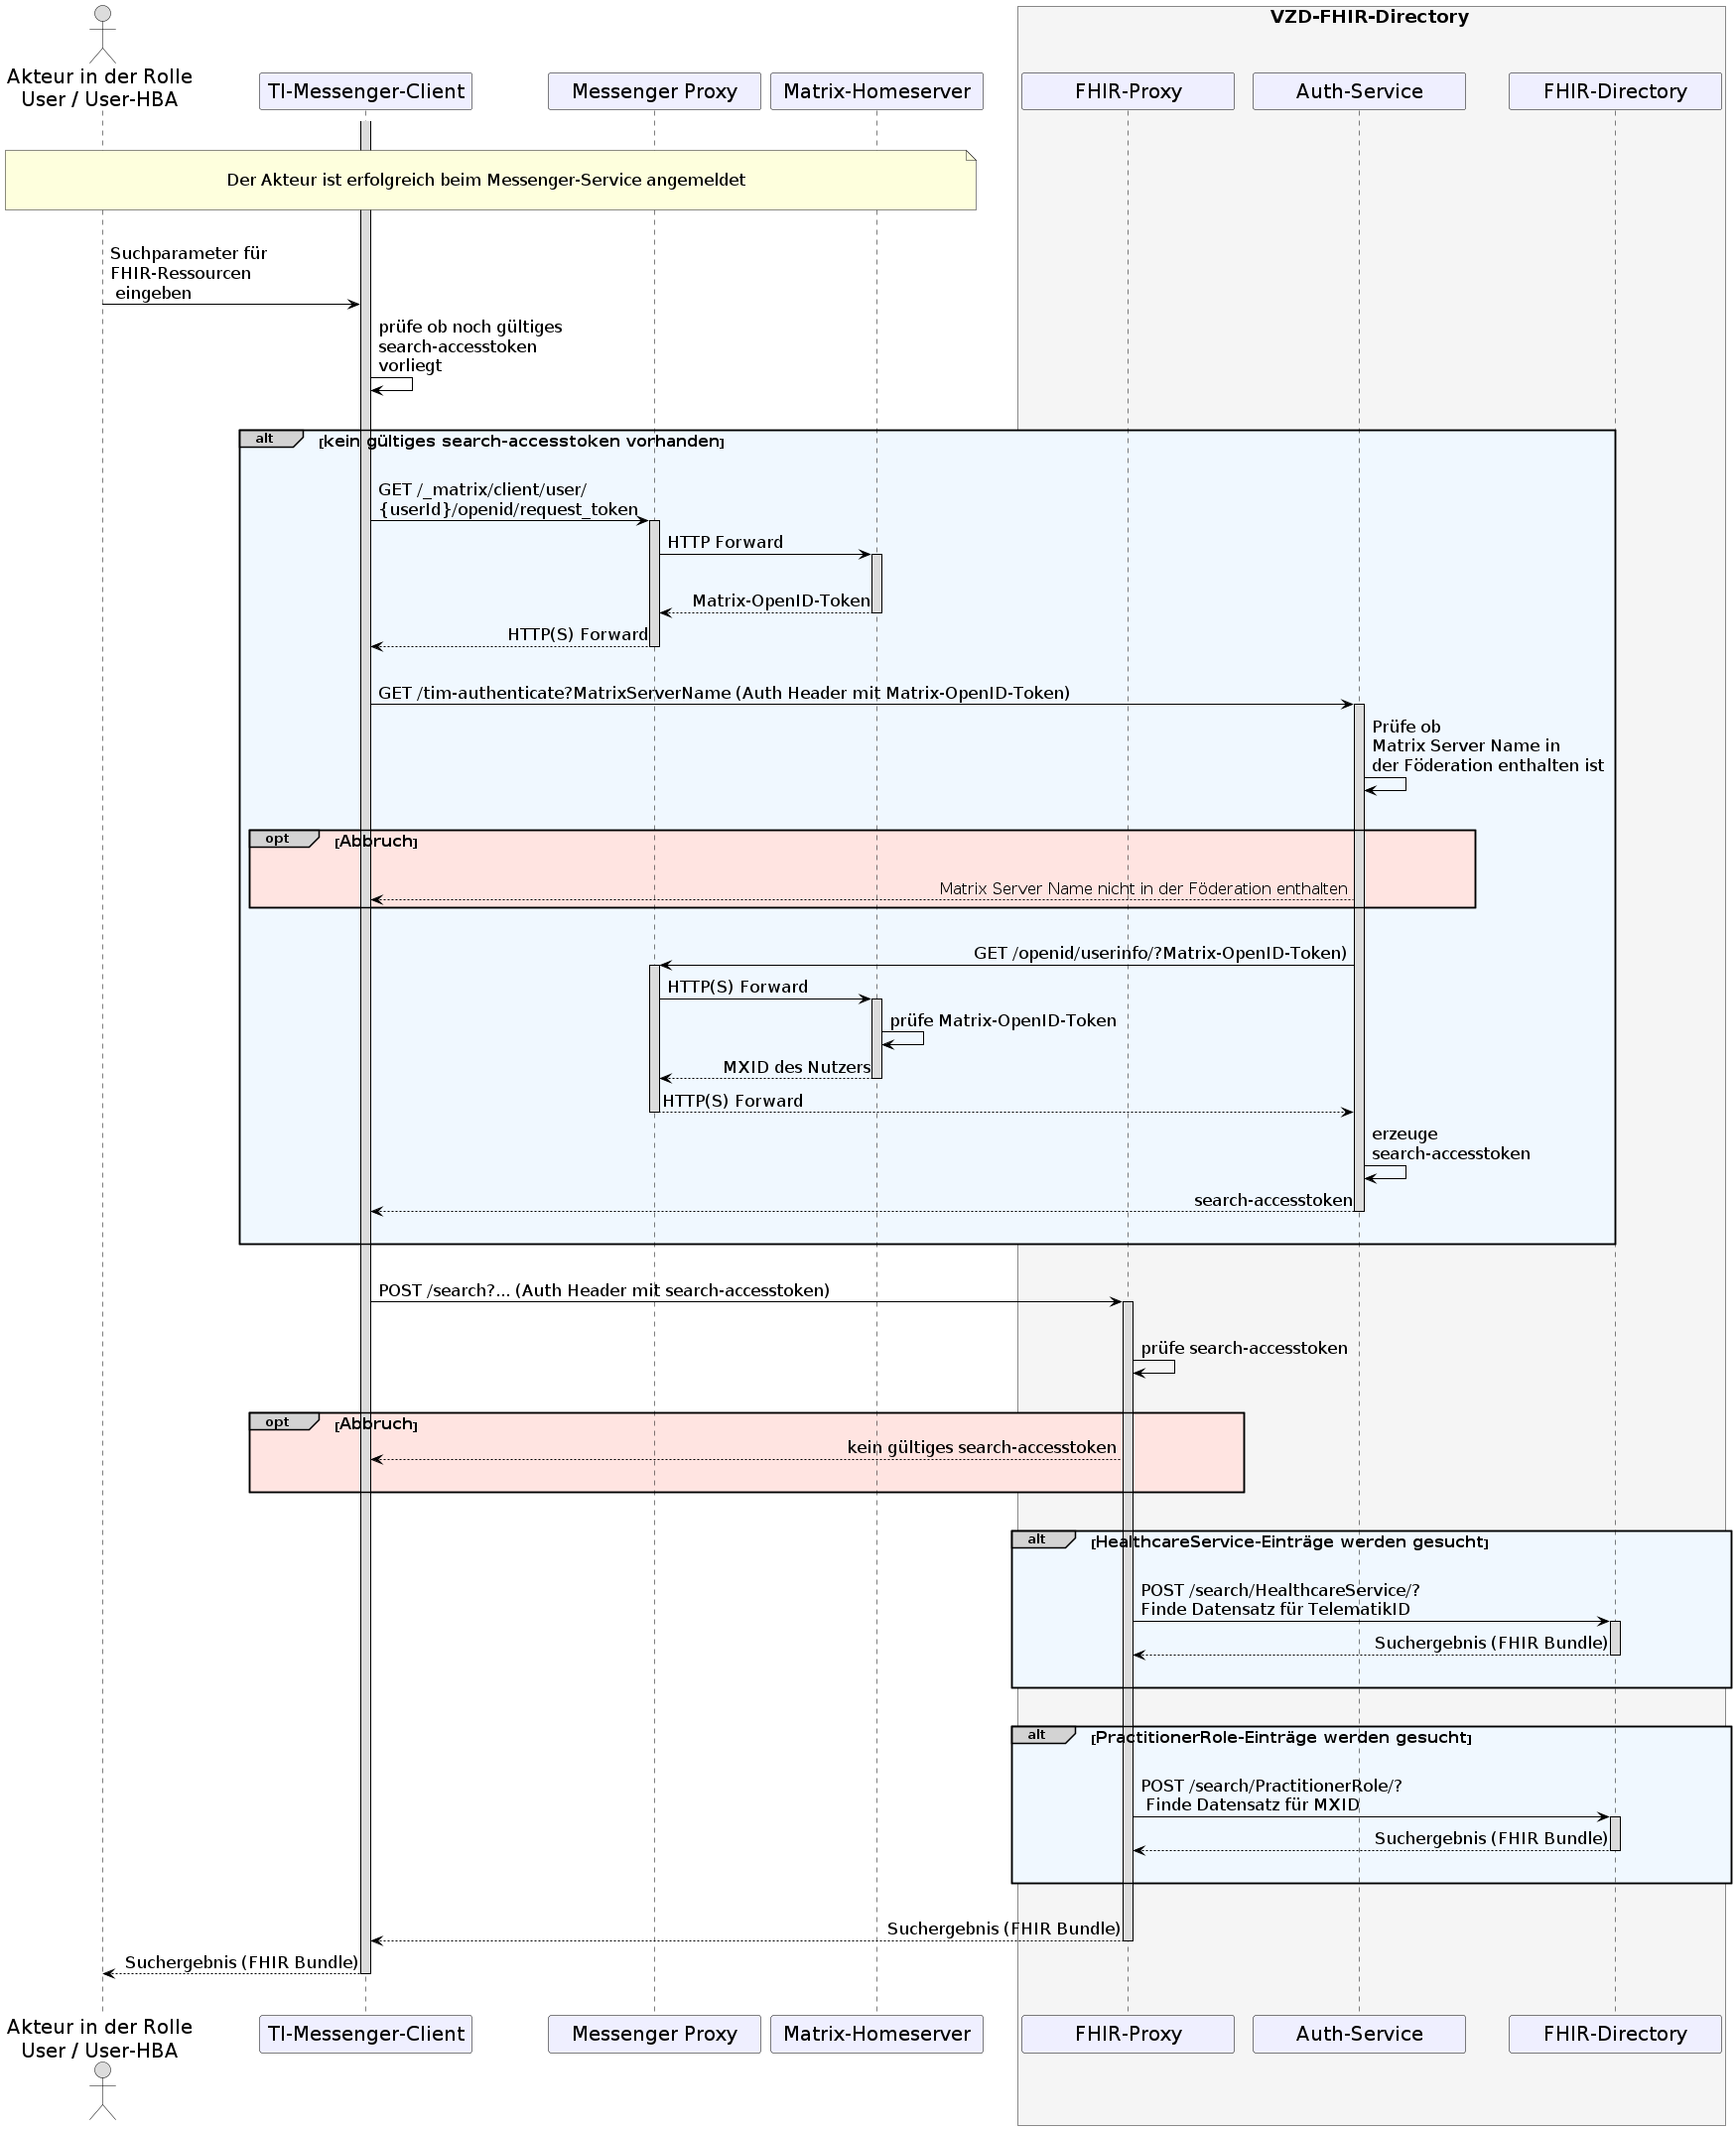 VZD-FHIR-Directory
Akteur in der Rolle
User / User-HBA
TI-Messenger-Client
Messenger Proxy
Matrix-Homeserver
FHIR-Proxy
Auth-Service
FHIR-Directory
Der Akteur ist erfolgreich beim Messenger-Service angemeldet
Suchparameter für
FHIR-Ressourcen
eingeben
prüfe ob noch gültiges
search-accesstoken
vorliegt
alt
[kein gültiges search-accesstoken vorhanden]
GET /_matrix/client/user/
{userId}/openid/request_token
HTTP Forward
Matrix-OpenID-Token
HTTP(S) Forward
GET /tim-authenticate?MatrixServerName (Auth Header mit Matrix-OpenID-Token)
Prüfe ob
Matrix Server Name in
der Föderation enthalten ist
opt
[Abbruch]
Matrix Server Name nicht in der Föderation enthalten
GET /openid/userinfo/?Matrix-OpenID-Token)
HTTP(S) Forward
prüfe Matrix-OpenID-Token
MXID des Nutzers
HTTP(S) Forward
erzeuge
search-accesstoken
search-accesstoken
POST /search?... (Auth Header mit search-accesstoken)
prüfe search-accesstoken
opt
[Abbruch]
kein gültiges search-accesstoken
alt
[HealthcareService-Einträge werden gesucht]
POST /search/HealthcareService/?
Finde Datensatz für TelematikID
Suchergebnis (FHIR Bundle)
alt
[PractitionerRole-Einträge werden gesucht]
POST /search/PractitionerRole/?
Finde Datensatz für MXID
Suchergebnis (FHIR Bundle)
Suchergebnis (FHIR Bundle)
Suchergebnis (FHIR Bundle)
Akteur in der Rolle
User / User-HBA
TI-Messenger-Client
Messenger Proxy
Matrix-Homeserver
FHIR-Proxy
Auth-Service
FHIR-Directory